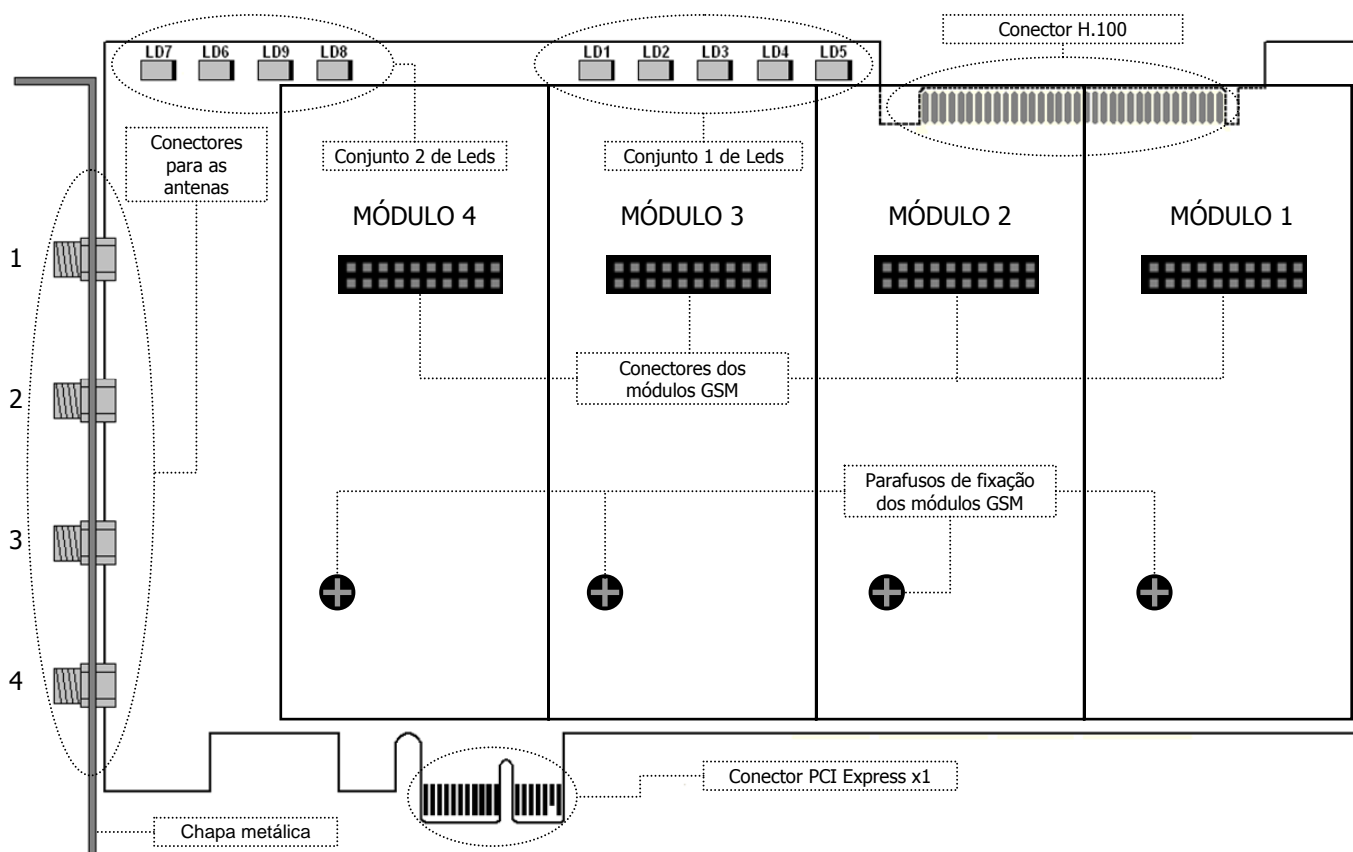 LD7 LD6 LD9 LD8
LD1 LD2 LD3 LD4 LD5
Conector H.100
Conectores
para as
antenas
Conjunto 2 de Leds
Conjunto 1 de Leds
MÓDULO 4
MÓDULO 3
MÓDULO 2
MÓDULO 1
1
2
3
4
Conectores dos
módulos GSM
Parafusos de fixação
dos módulos GSM
Conector PCI Express x1
Chapa metálica